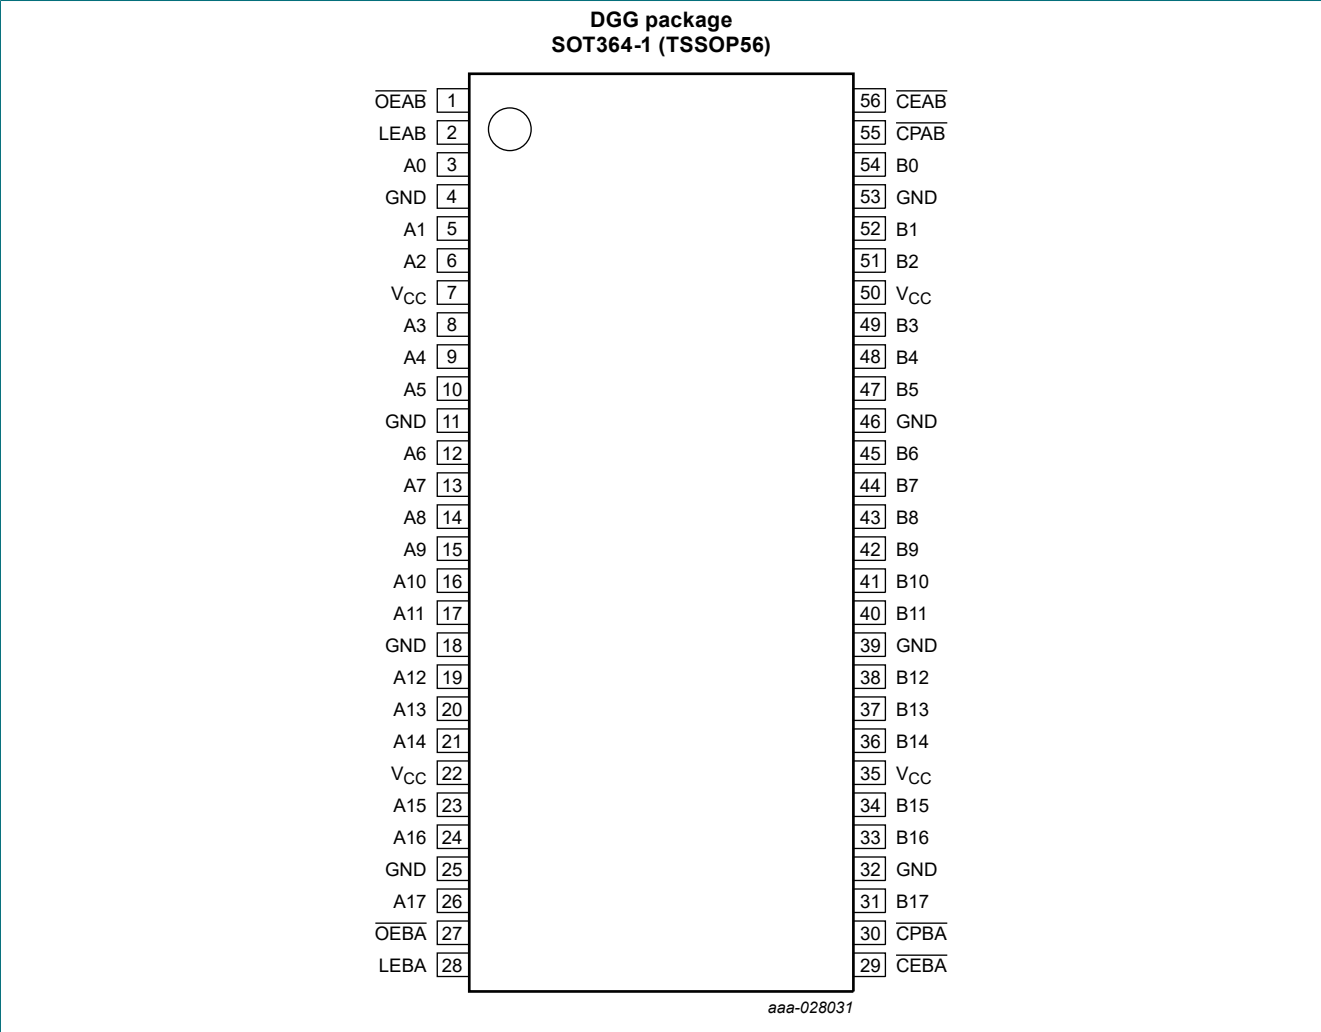 DGG package
SOT364-1 (TSSOP56)
OEAB 1 56 CEAB
LEAB 2 55 CPAB
A0 3 54 B0
GND 4 53 GND
A1 5 52 B1
A2 6 51 B2
VCC 7 50 VCC
A3 8 49 B3
A4 9 48 B4
A5 10 47 B5
GND 11 46 GND
A6 12 45 B6
A7 13 44 B7
A8 14 43 B8
A9 15 42 B9
A10 16 41 B10
A11 17 40 B11
GND 18 39 GND
A12 19 38 B12
A13 20 37 B13
A14 21 36 B14
VCC 22 35 VCC
A15 23 34 B15
A16 24 33 B16
GND 25 32 GND
A17 26 31 B17
OEBA 27 30 CPBA
LEBA 28 29 CEBA
aaa-028031